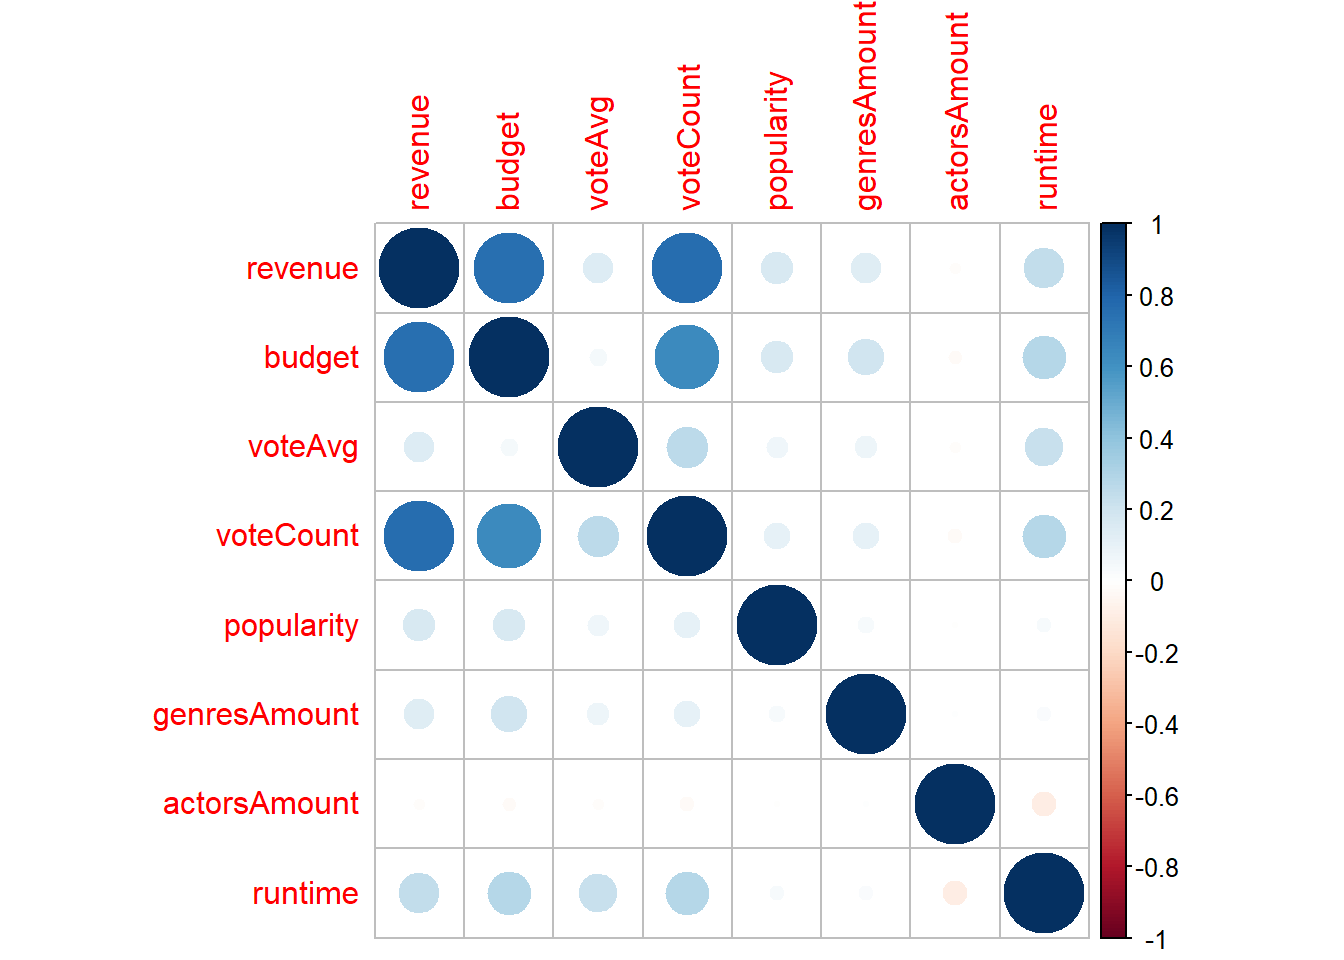 revenue
budget
voteAvg
voteCount
popularity
genresAmount
actorsAmount
runtime
revenue
budget
voteAvg
voteCount
popularity
genresAmount
actorsAmount
runtime
1
0.8
0.6
0.4
0.2
0
-0.2
-0.4
-0.6
-0.8
-1